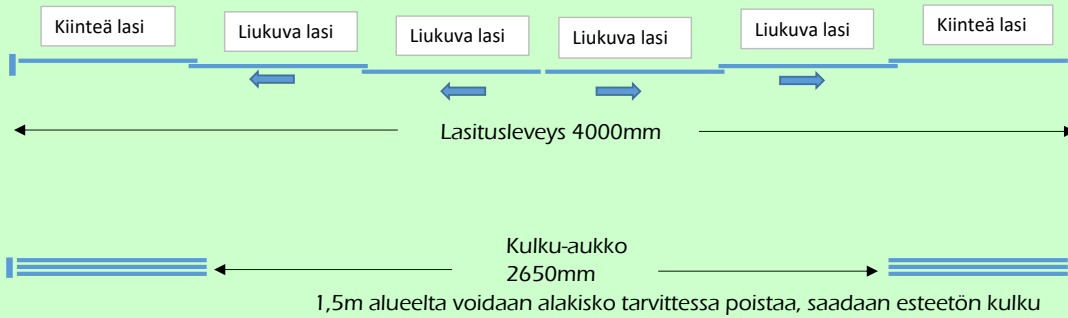 Kiinteä lasi
Liukuva lasi
Liukuva lasi
Liukuva lasi
Liukuva lasi
Kiinteä lasi
Lasitusleveys 4000mm
Kulku-aukko
2650mm
1,5m alueelta voidaan alakisko tarvittessa poistaa, saadaan esteetön kulku